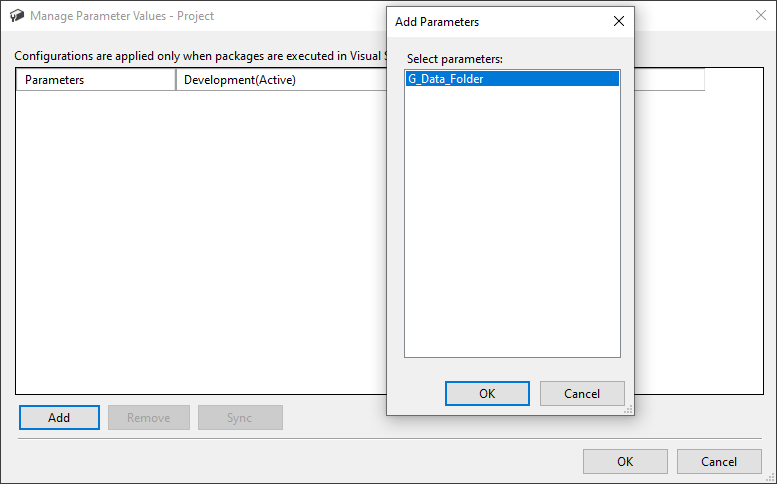 Manage Parameter Values - Project
Configurations are applied only when packages are executed in Visual
Parameters
Development(Active)
Add
Remove
Sync
OK
Cancel
Add Parameters
Select parameters:
G_Data_Folder
OK
Cancel